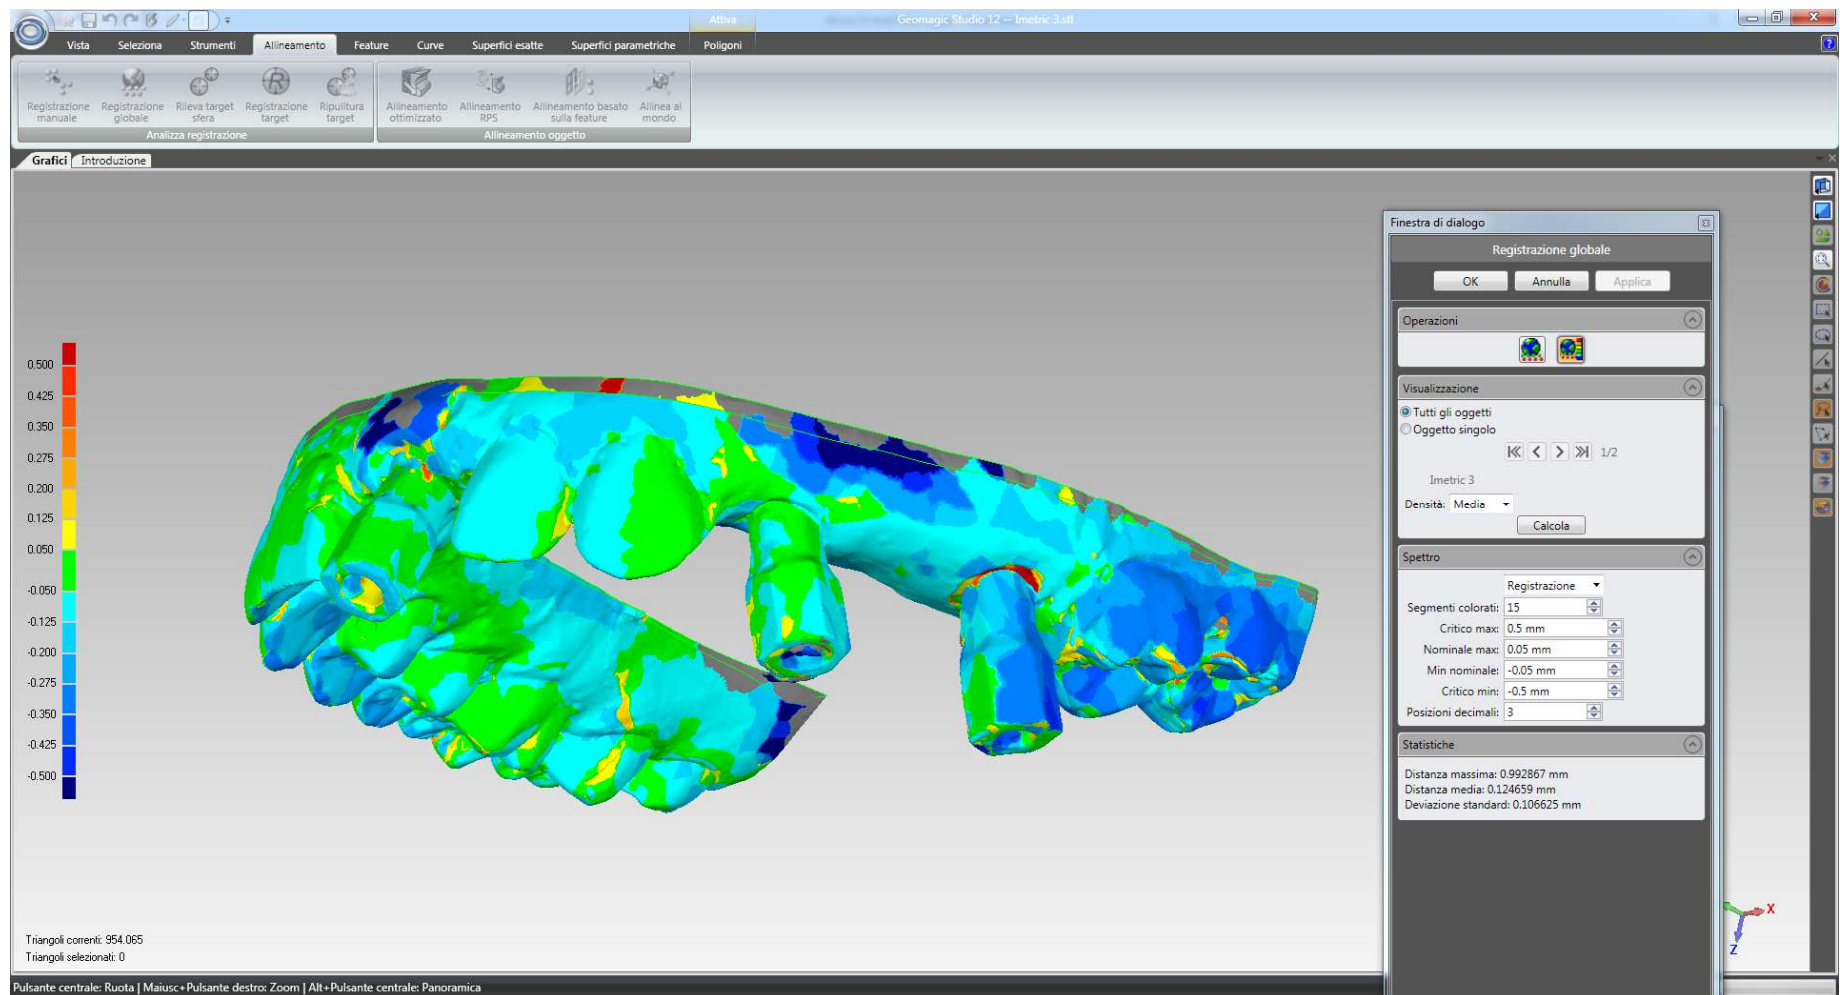 Attiva
Geomagic Studio 12 -- Imetric 3.stl
Vista
Seleziona
Strumenti
Allineamento
Feature
Curve
Superfici esatte
Superfici parametriche
Poligoni
Registrazione manuale
Registrazione globale
Rileva target sfera
Registrazione target
Ripulitura target
Allineamento ottimizzato
Allineamento RPS
Allineamento basato sulla feature
Allinea al mondo
Analizza registrazione
Allineamento oggetto
Grafici
Introduzione
0.500
0.425
0.350
0.275
0.200
0.125
0.050
-0.050
-0.125
-0.200
-0.275
-0.350
-0.425
-0.500
Finestra di dialogo
Registrazione globale
OK
Annulla
Applica
Operazioni
Visualizzazione
Tutti gli oggetti
Oggetto singolo
1/2
Imetric 3
Densità: Media
Calcola
Spettro
Registrazione
Segmenti colorati: 15
Critico max: 0.5 mm
Nominale max: 0.05 mm
Min nominale: -0.05 mm
Critico min: -0.5 mm
Posizioni decimali: 3
Statistiche
Distanza massima: 0.992867 mm
Distanza media: 0.124659 mm
Deviazione standard: 0.106625 mm
X
Z
Triangoli correnti: 954.065
Triangoli selezionati: 0
Pulsante centrale: Ruota | Maiusc+Pulsante destro: Zoom | Alt+Pulsante centrale: Panoramica